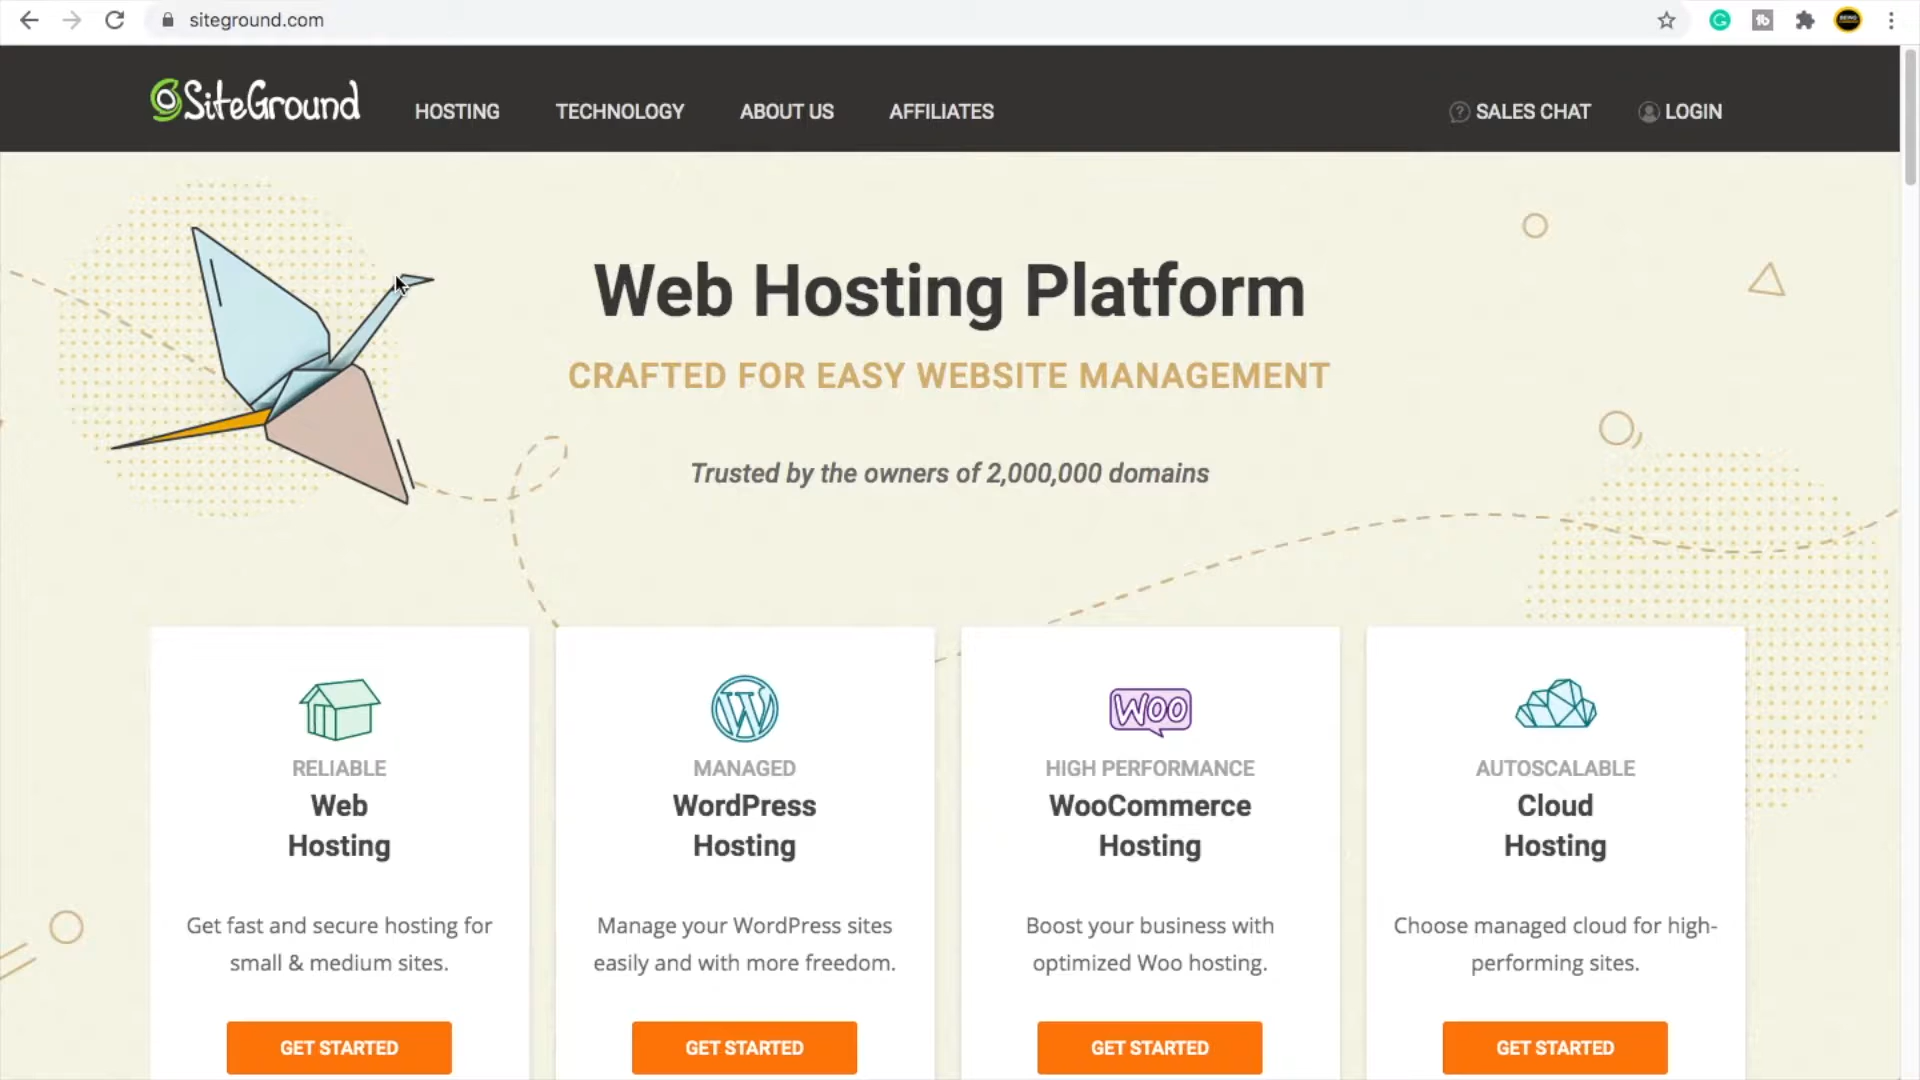 siteground.com
SiteGround
HOSTING
TECHNOLOGY
ABOUT US
AFFILIATES
SALES CHAT
LOGIN
Web Hosting Platform
CRAFTED FOR EASY WEBSITE MANAGEMENT
Trusted by the owners of 2,000,000 domains
RELIABLE
Web
Hosting
Get fast and secure hosting for
small & medium sites.
GET STARTED
MANAGED
WordPress
Hosting
Manage your WordPress sites
easily and with more freedom.
GET STARTED
WOO
HIGH PERFORMANCE
WooCommerce
Hosting
Boost your business with
optimized Woo hosting.
GET STARTED
AUTOSCALABLE
Cloud
Hosting
Choose managed cloud for high-
performing sites.
GET STARTED